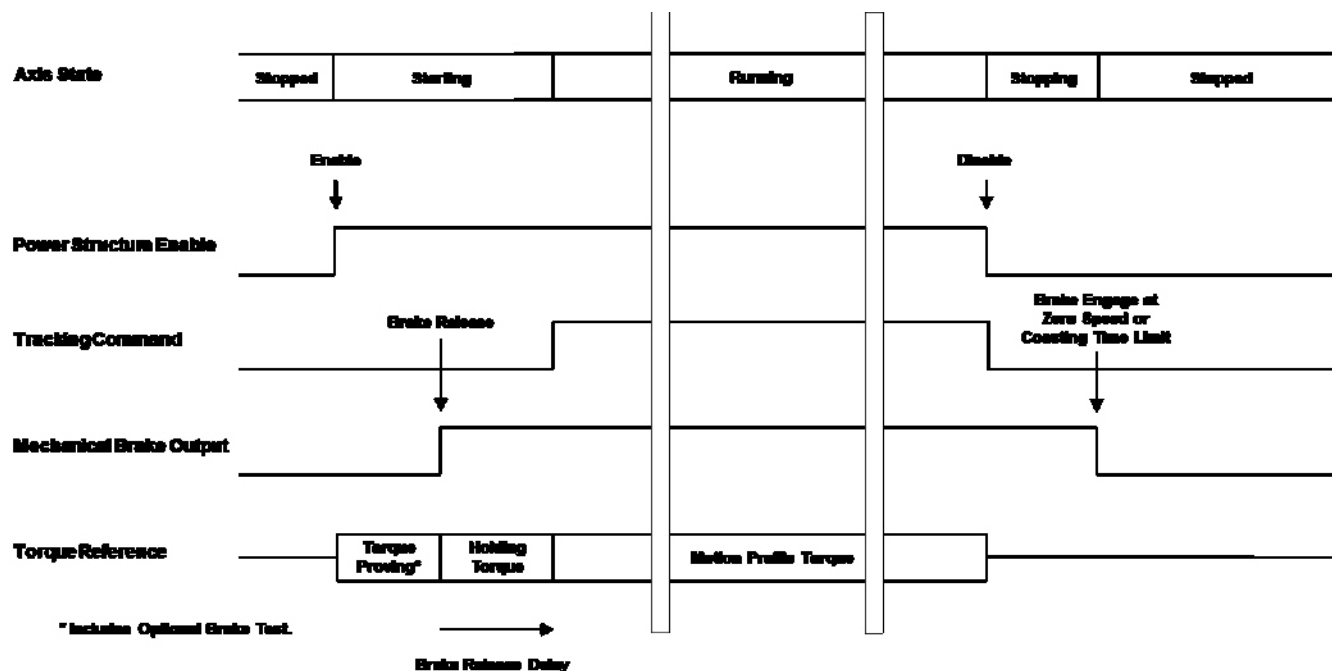 Axis State
Stopped
Starting
Running
Stopping
Stopped
Enable
Disable
Power Structure Enable
Brake Release
Brake Engage at
Zero Speed or
Coasting Time Limit
Tracking Command
Mechanical Brake Output
Torque Reference
Torque
Proving*
Holding
Torque
Motion Profile Torque
* Includes Optional Brake Test.
Brake Release Delay